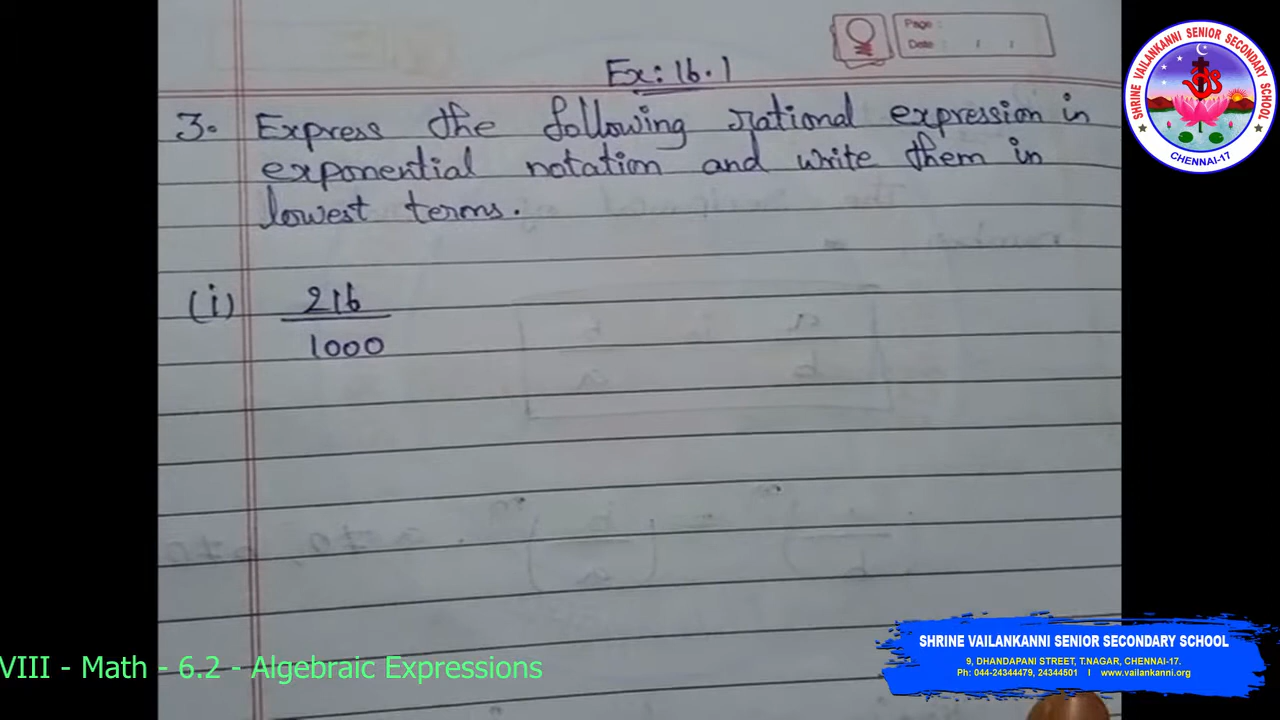 Page :
Date : / /
Ex: 16.1
3. Express the following rational expression in
exponential notation and write them in
lowest terms.
(i) 216
1000
SHRINE VAILANKANNI SENIOR SECONDARY SCHOOL
CHENNAI-17
VIII - Math - 6.2 - Algebraic Expressions
SHRINE VAILANKANNI SENIOR SECONDARY SCHOOL
9, DHANDAPANI STREET, T.NAGAR, CHENNAI-17.
Ph: 044-24344479, 24344501 I www.vailankanni.org